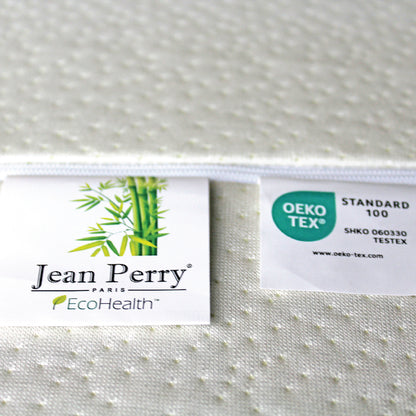 Jean Perry®
PARIS
EcoHealth™
OEKO
TEX®
STANDARD
100
SHKO 060330
TESTEX
www.oeko-tex.com